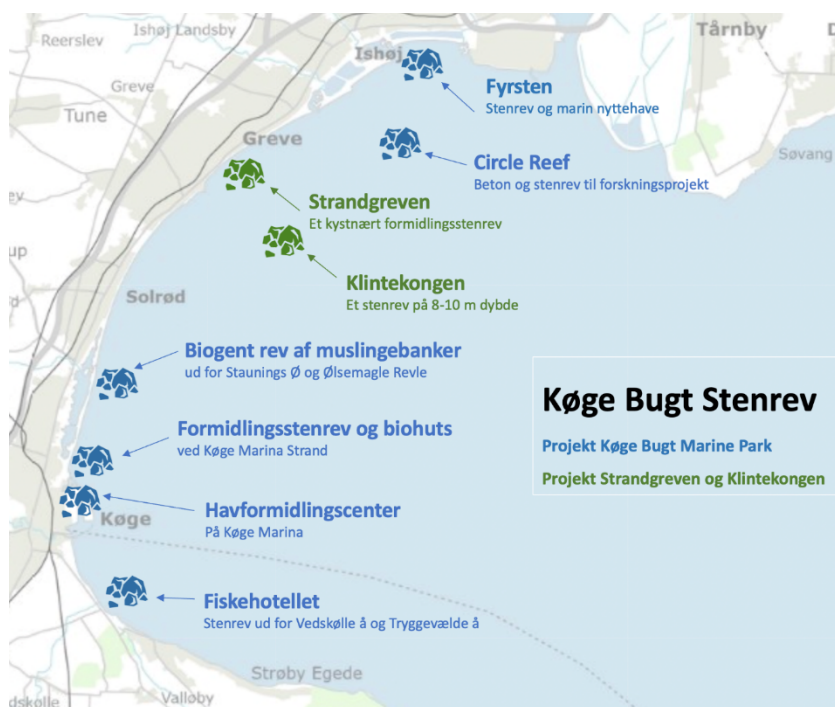 Reerslev
Ishøj Landsby
Tårnby
Ishøj
Greve
Tune
Fyrsten
Stenrev og marin nyttehave
Greve
Circle Reef
Beton og stenrev til forskningsprojekt
Søvang
Strandgreven
Et kystnært formidlingsstenrev
up
Klintekongen
Et stenrev på 8-10 m dybde
Solrød
Biogent rev af muslingebanker
ud for Staunings Ø og Ølsemagle Revle
Køge Bugt Stenrev
Projekt Køge Bugt Marine Park
Projekt Strandgreven og Klintekongen
Formidlingsstenrev og biohuts
ved Køge Marina Strand
Havformidlingscenter
På Køge Marina
Køge
Fiskehotellet
Stenrev ud for Vedskølle å og Tryggevælde å
Strøby Egede
dskolle
Valløby